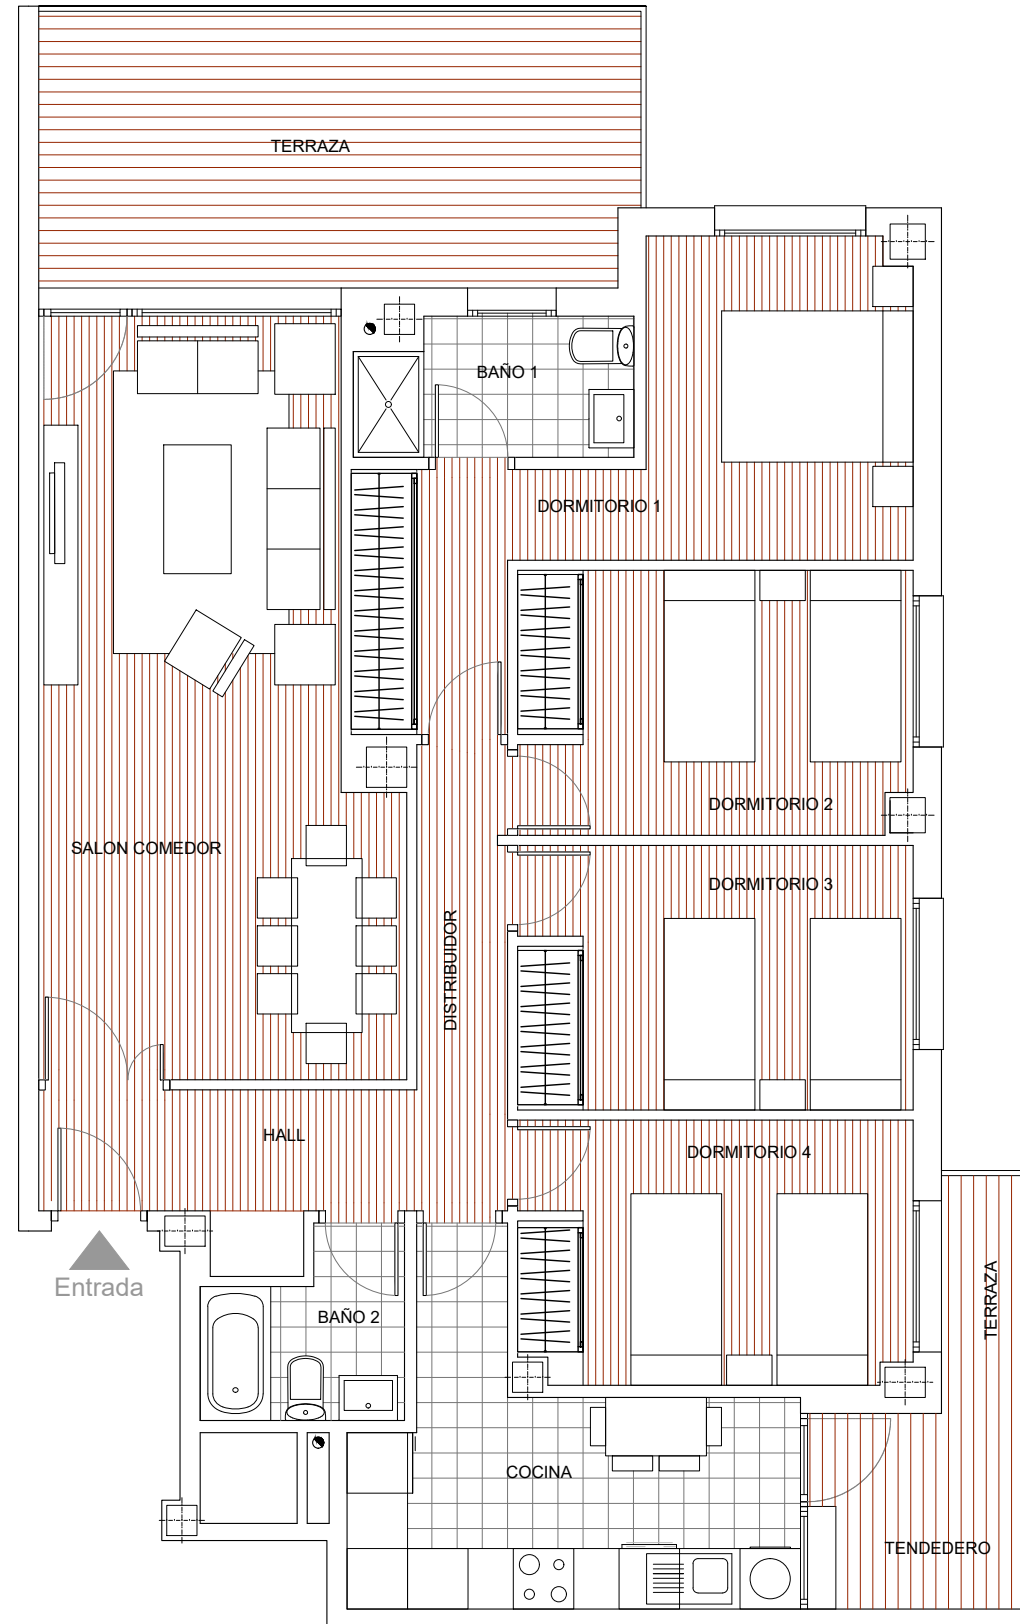 TERRAZA
BAÑO 1
DORMITORIO 1
DORMITORIO 2
SALON COMEDOR
DORMITORIO 3
DISTRIBUIDOR
HALL
DORMITORIO 4
Entrada
BAÑO 2
TERRAZA
COCINA
TENDEDERO